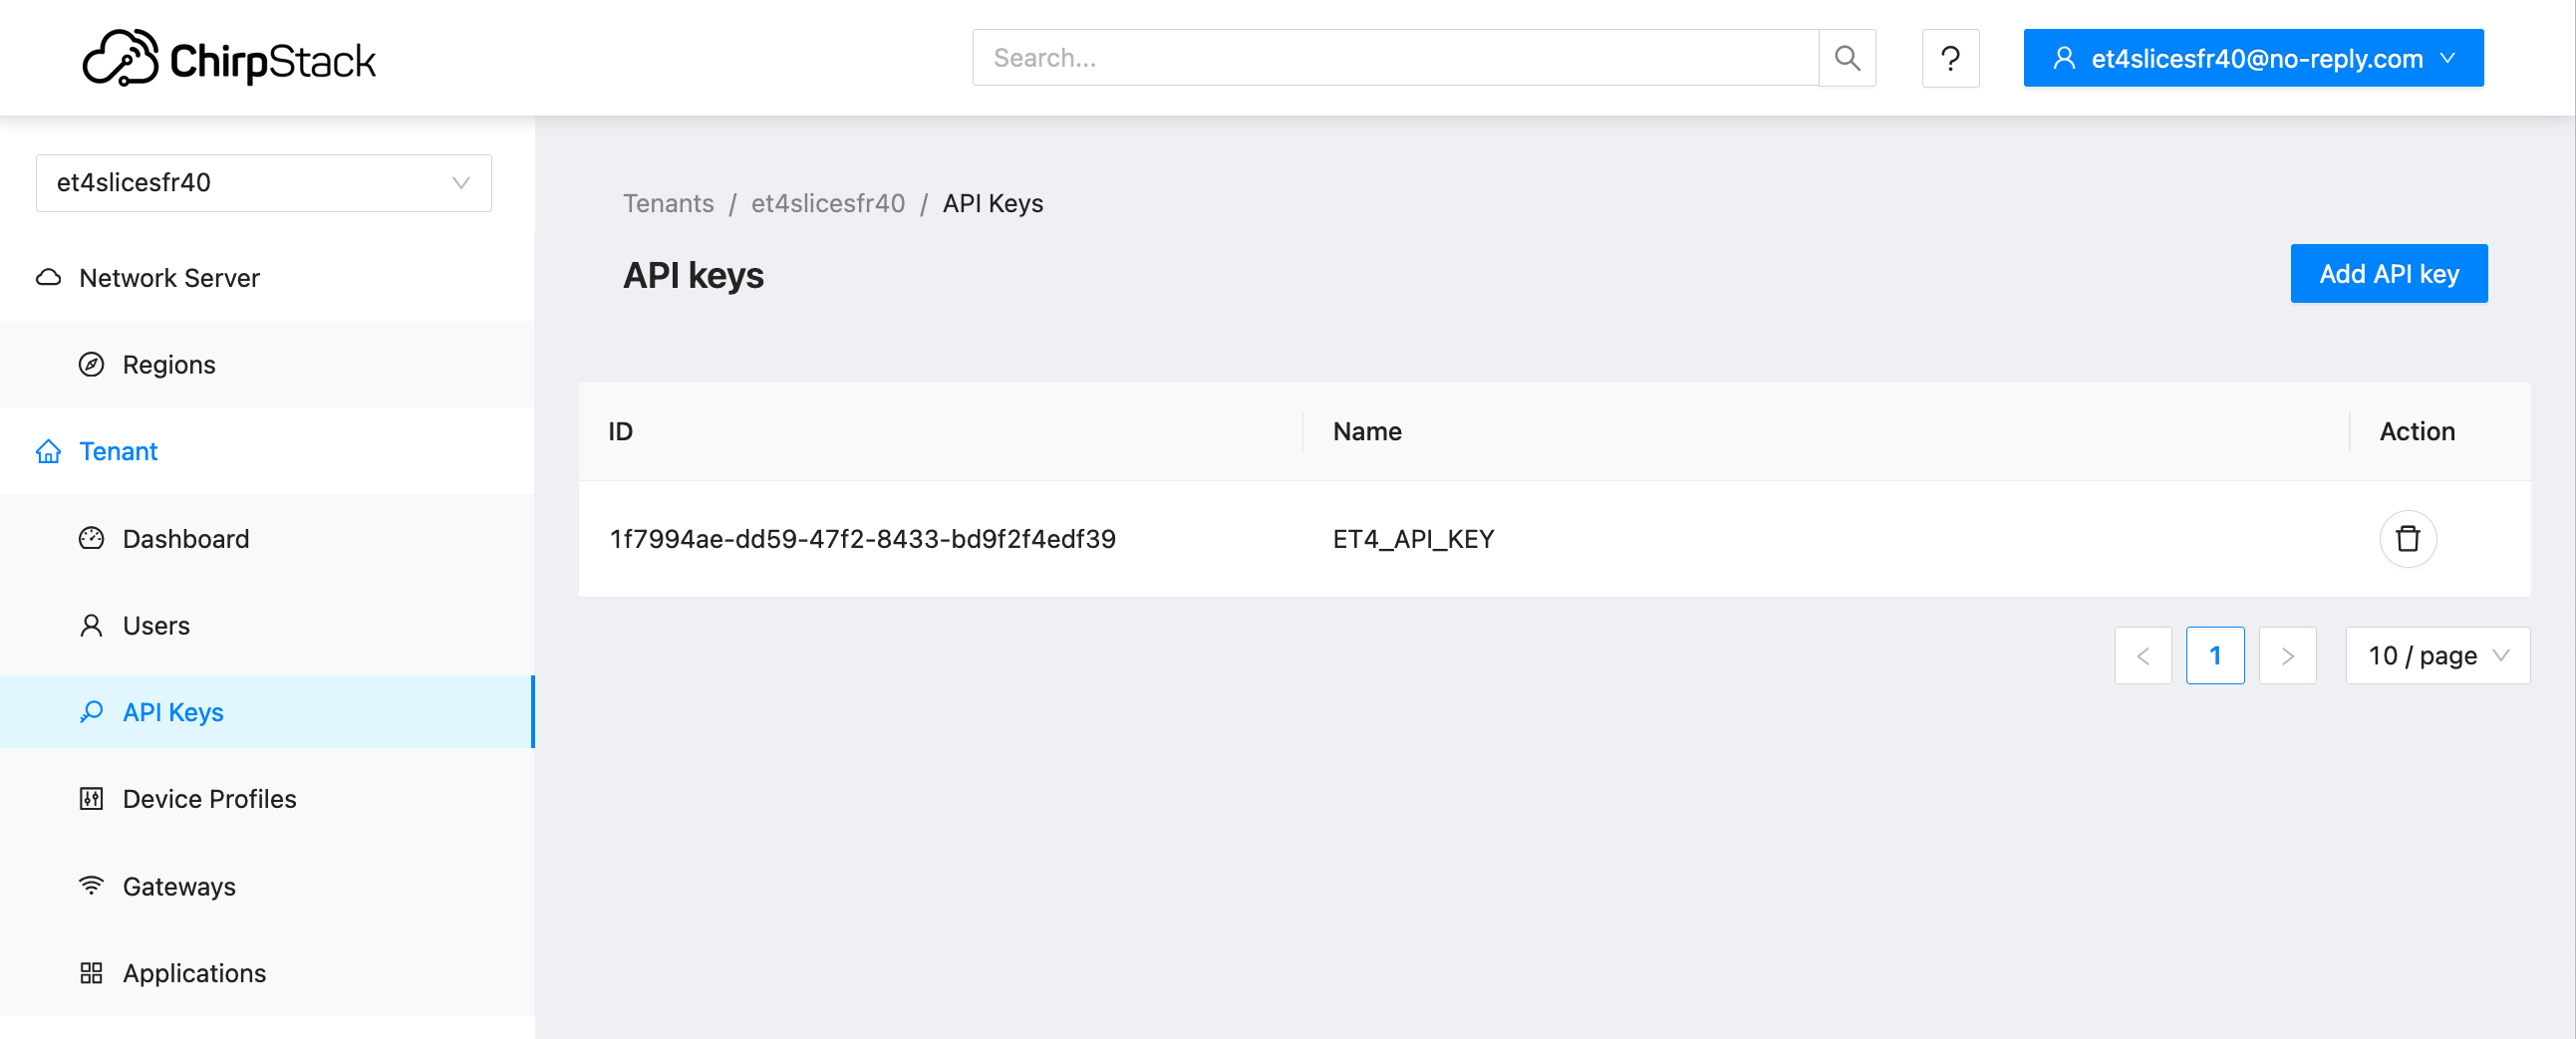 ChirpStack
Search...
?
et4slicesfr40@no-reply.com
et4slicesfr40
Network Server
Regions
Tenant
Dashboard
Users
API Keys
Device Profiles
Gateways
Applications
Tenants / et4slicesfr40 / API Keys
API keys
Add API key
ID Name Action
1f7994ae-dd59-47f2-8433-bd9f2f4edf39 ET4_API_KEY
< 1 > 10 / page